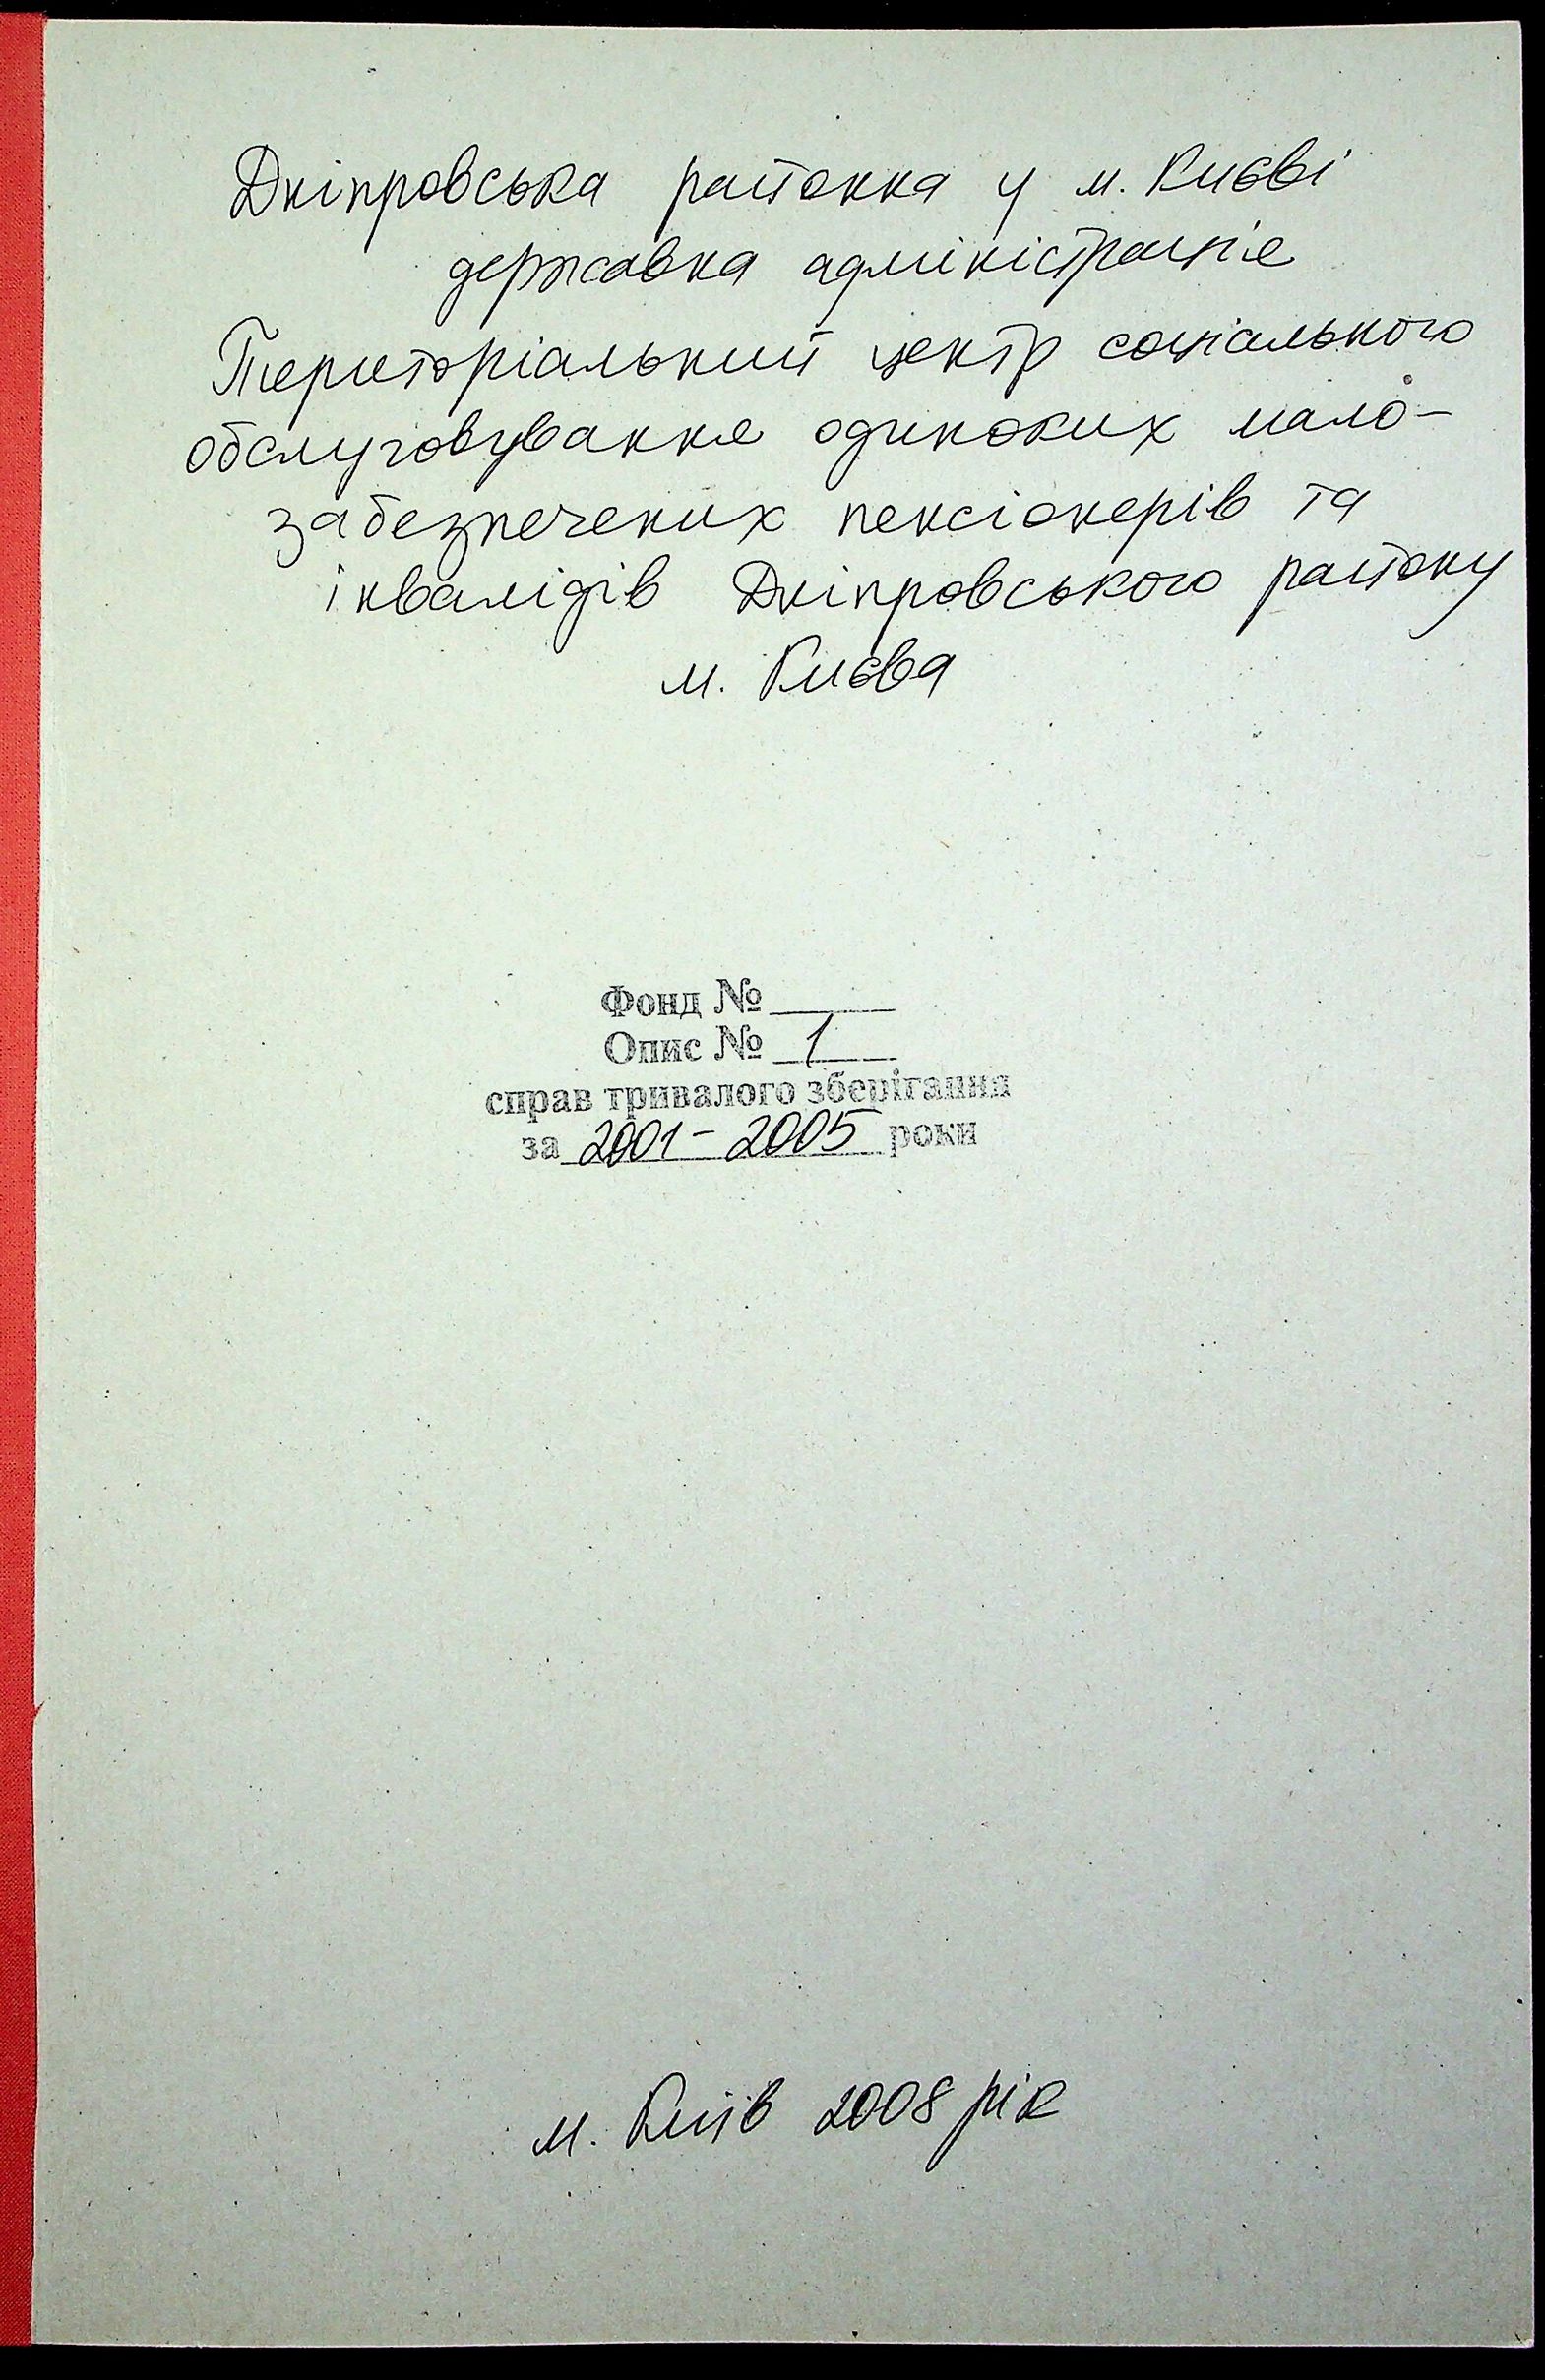 Дніпровська районна у м. Києві
державна адміністрація
Територіальний центр соціального
обслуговування одиноких мало-
забезпечених пенсіонерів та
інвалідів Дніпровського району
м. Києва
Фонд № ____
Опис № 1
справ тривалого зберігання
за 2001-2005 роки
м. Київ 2008 рік